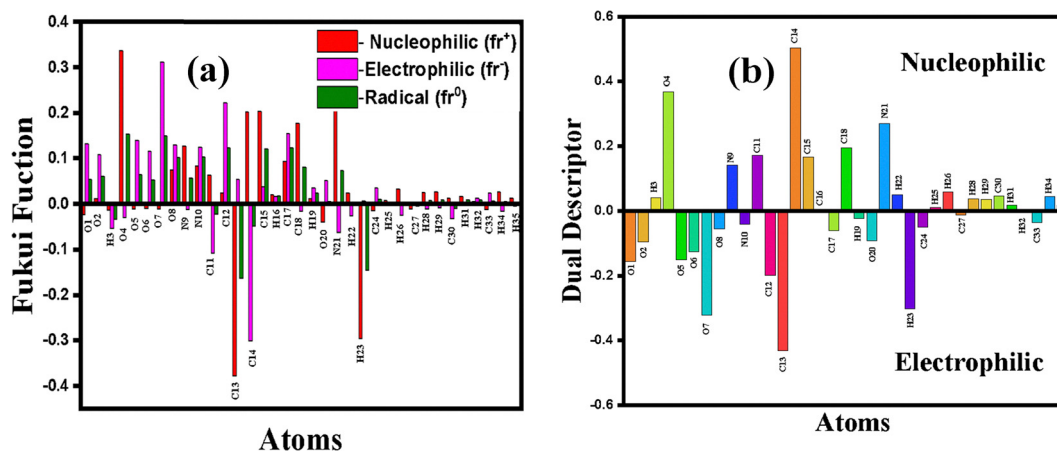 (a)
- Nucleophilic (fr+)
-Electrophilic (fr-)
-Radical (fr0)
0.4
0.3
0.2
0.1
0.0
-0.1
-0.2
-0.3
-0.4
Fukui Fuction
O1
O2
H3
O4
O5
O6
O7
O8
N9
N10
C11
C12
C13
C14
C15
H16
C17
C18
H19
O20
N21
H22
H23
C24
H25
H26
C27
H28
H29
C30
H31
H32
C33
H34
H35
Atoms
(b)
Nucleophilic
Electrophilic
0.6
0.4
0.2
0.0
-0.2
-0.4
-0.6
Dual Descriptor
O1
O2
H3
O4
O5
O6
O7
O8
N9
N10
C11
C12
C13
C14
C15
C16
C17
C18
H19
O20
N21
H22
H23
C24
H25
H26
C27
H28
H29
C30
H31
H32
C33
H34
Atoms